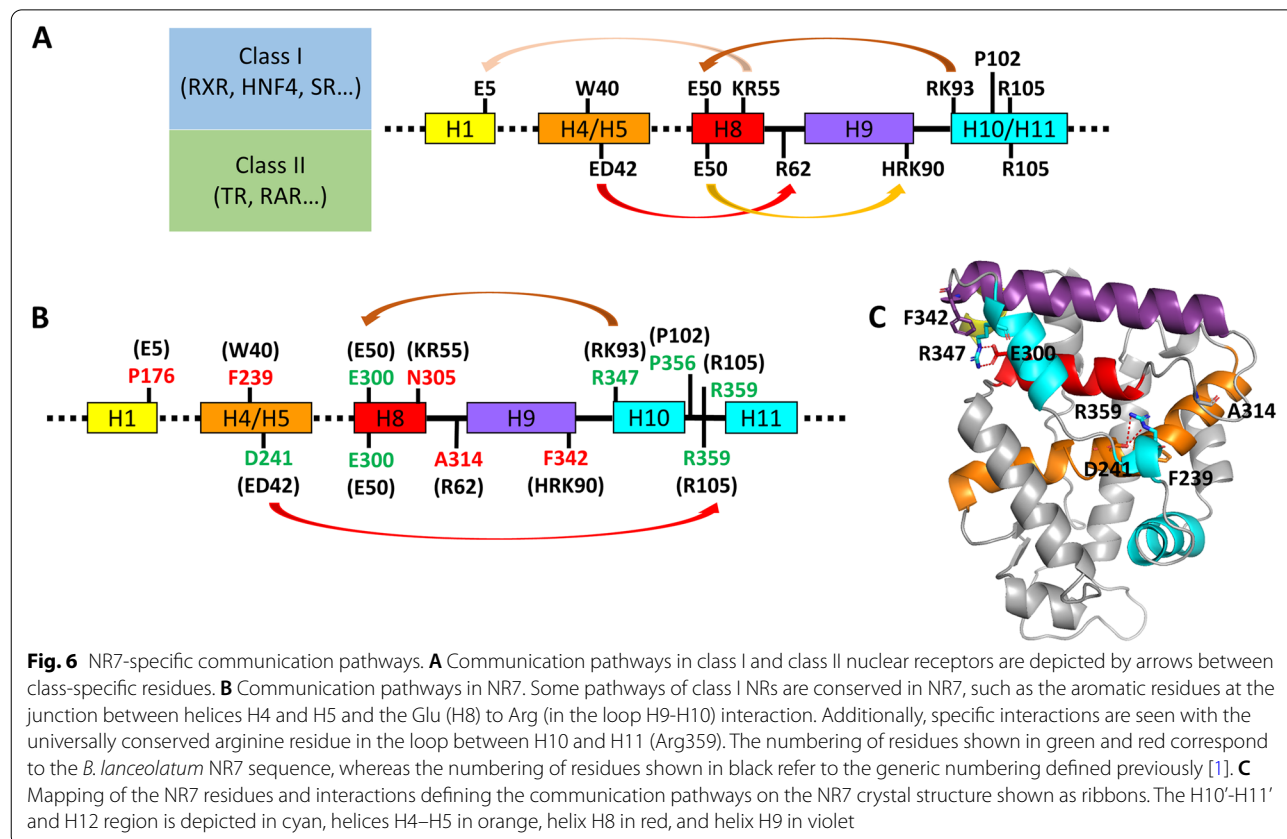 A
Class I
(RXR, HNF4, SR...)
Class II
(TR, RAR...)
P102
E5 W40 E50 KR55 RK93 R105
H1 H4/H5 H8 H9 H10/H11
ED42 E50 R62 HRK90 R105
B
(P102)
(E5) (W40) (E50) (KR55) (RK93) P356 (R105)
P176 F239 E300 N305 R347 R359
H1 H4/H5 H8 H9 H10 H11
D241 E300 A314 F342 R359
(ED42) (E50) (R62) (HRK90) (R105)
C
F342
R347 E300
R359 A314
D241 F239
Fig. 6 NR7-specific communication pathways. A Communication pathways in class I and class II nuclear receptors are depicted by arrows between
class-specific residues. B Communication pathways in NR7. Some pathways of class I NRs are conserved in NR7, such as the aromatic residues at the
junction between helices H4 and H5 and the Glu (H8) to Arg (in the loop H9-H10) interaction. Additionally, specific interactions are seen with the
universally conserved arginine residue in the loop between H10 and H11 (Arg359). The numbering of residues shown in green and red correspond
to the B. lanceolatum NR7 sequence, whereas the numbering of residues shown in black refer to the generic numbering defined previously [1]. C
Mapping of the NR7 residues and interactions defining the communication pathways on the NR7 crystal structure shown as ribbons. The H10′-H11′
and H12 region is depicted in cyan, helices H4–H5 in orange, helix H8 in red, and helix H9 in violet